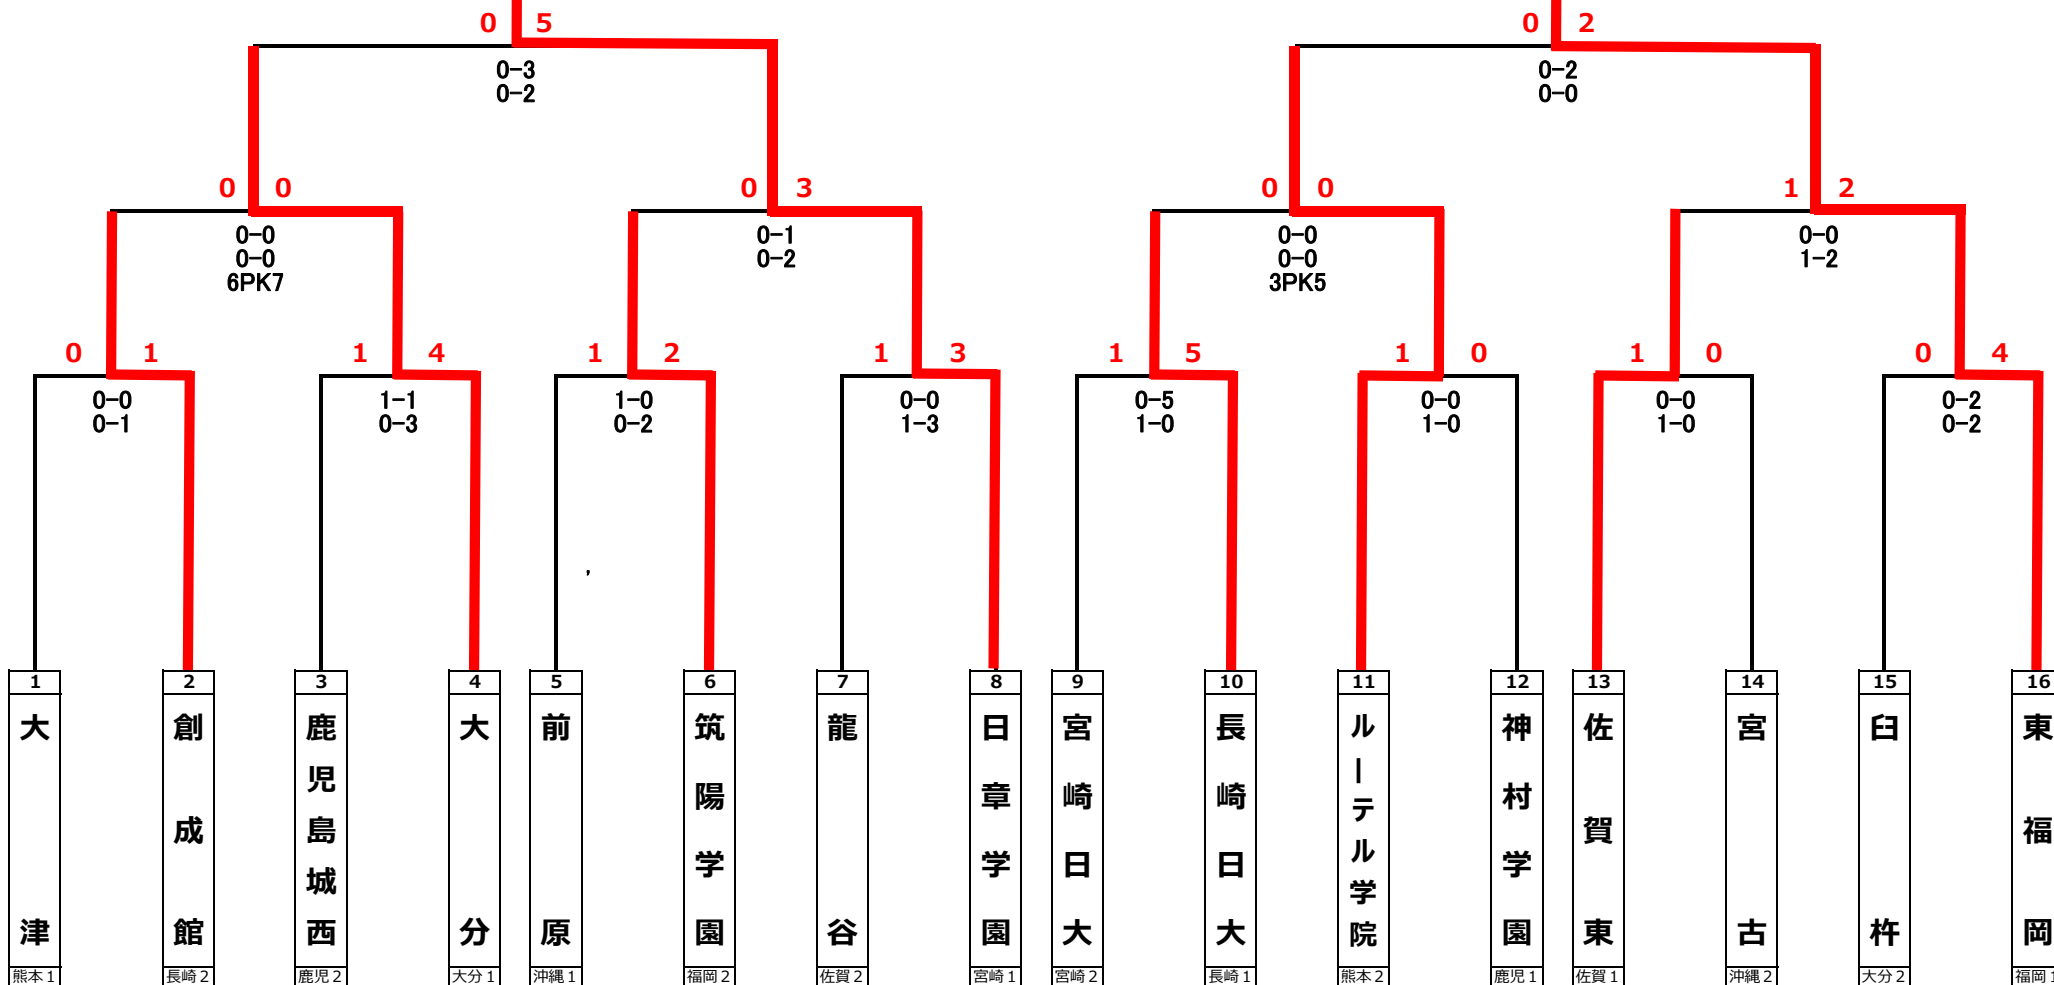 0 5
0 2
0-3
0-2
0-2
0-0
0 0
0 3
0 0
1 2
0-0
0-0
6PK7
0-1
0-2
0-0
0-0
3PK5
0-0
1-2
0 1
1 4
1 2
1 3
1 5
1 0
1 0
0 4
0-0
0-1
1-1
0-3
1-0
0-2
0-0
1-3
0-5
1-0
0-0
1-0
0-0
1-0
0-2
0-2
,
1
大津
熊本1
2
創成館
長崎2
3
鹿児島城西
鹿児2
4
大分
大分1
5
前原
沖縄1
6
筑陽学園
福岡2
7
龍谷
佐賀2
8
日章学園
宮崎1
9
宮崎日大
宮崎2
10
長崎日大
長崎1
11
ルーテル学院
熊本2
12
神村学園
鹿児1
13
佐賀東
佐賀1
14
宮古
沖縄2
15
臼杵
大分2
16
東福岡
福岡1